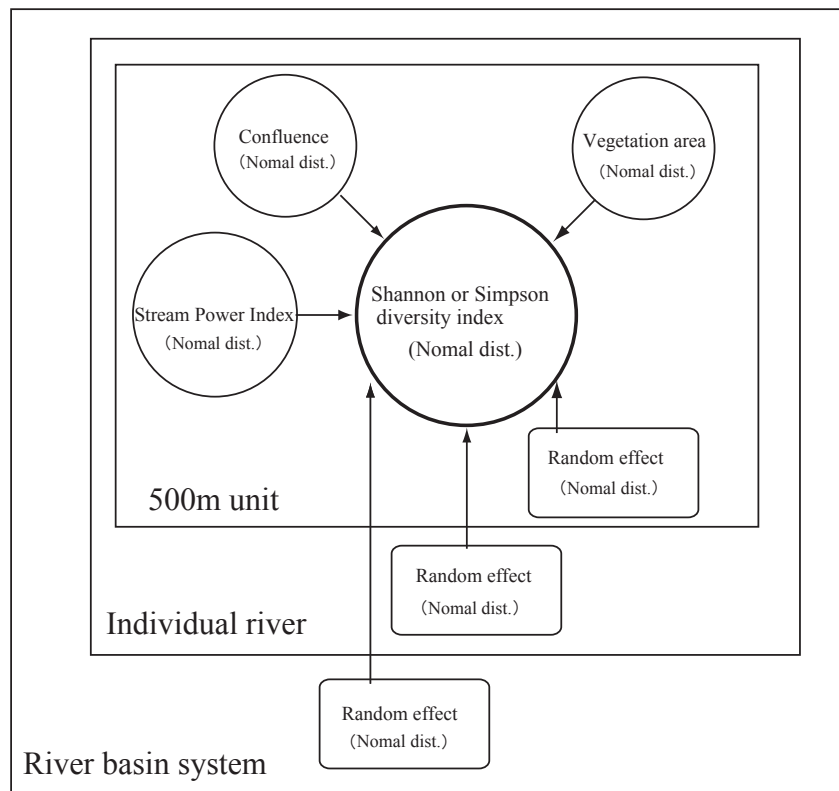 Confluence
（Nomal dist.）
Vegetation area
（Nomal dist.）
Stream Power Index
（Nomal dist.）
Shannon or Simpson
diversity index
(Nomal dist.)
Random effect
（Nomal dist.）
500m unit
Random effect
（Nomal dist.）
Individual river
Random effect
（Nomal dist.）
River basin system